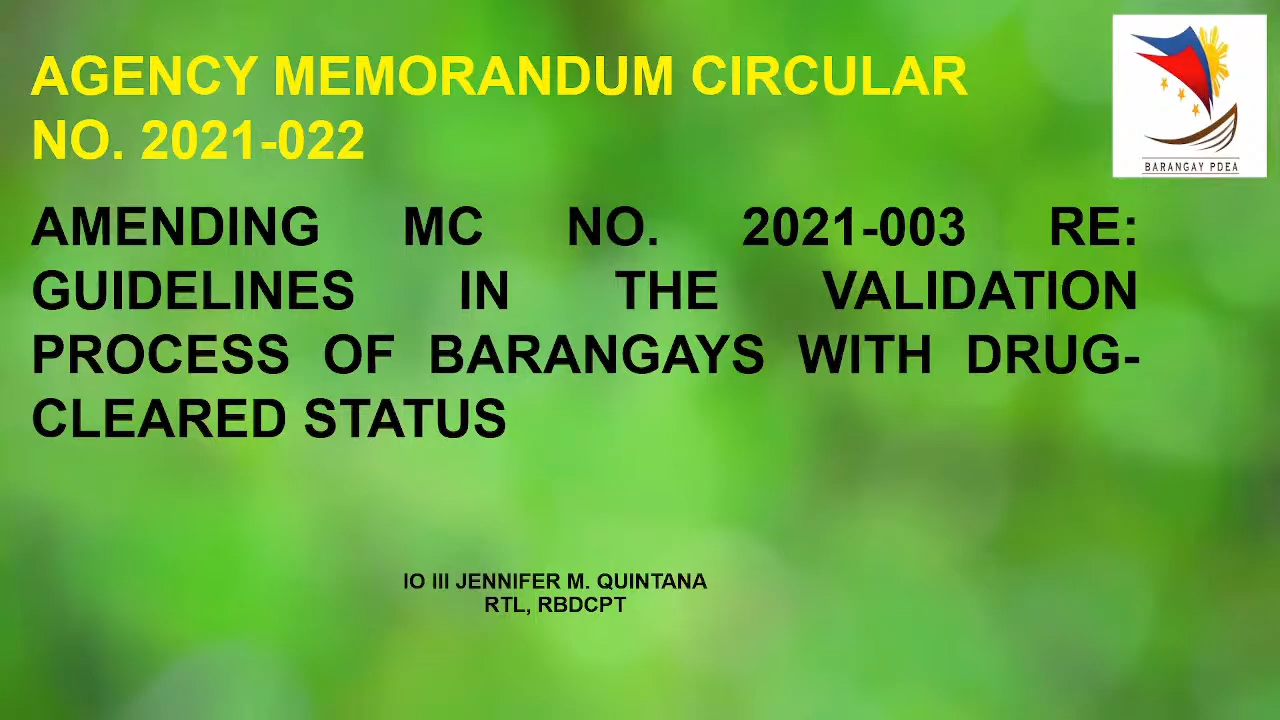 AGENCY MEMORANDUM CIRCULAR
NO. 2021-022
BARANGAY PDEA
AMENDING MC NO. 2021-003 RE:
GUIDELINES IN THE VALIDATION
PROCESS OF BARANGAYS WITH DRUG-
CLEARED STATUS
IO III JENNIFER M. QUINTANA
RTL, RBDCPT